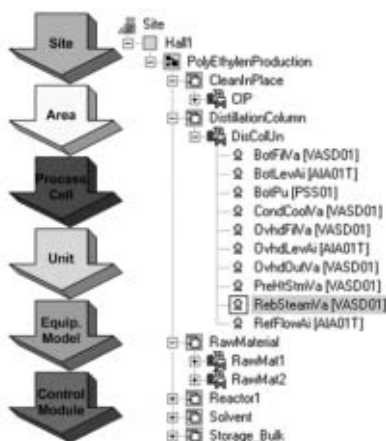 Site
Area
Process
Cell
Unit
Equip.
Model
Control
Module
Site
Hall1
PolyEthylenProduction
CleanInPlace
CIP
DistillationColumn
DisColUn
BotFilVa [VASD01]
BotLevAi [AIA01T]
BotPu [PSS01]
CondCoolVa [VASD01]
OvhdFilVa [VASD01]
OvhdLevAi [AIA01T]
OvhdOutVa [VASD01]
PreHtStmVa [VASD01]
RebSteamVa [VASD01]
RefFlowAi [AIA01T]
RawMaterial
RawMat1
RawMat2
Reactor1
Solvent
Storage_Bulk